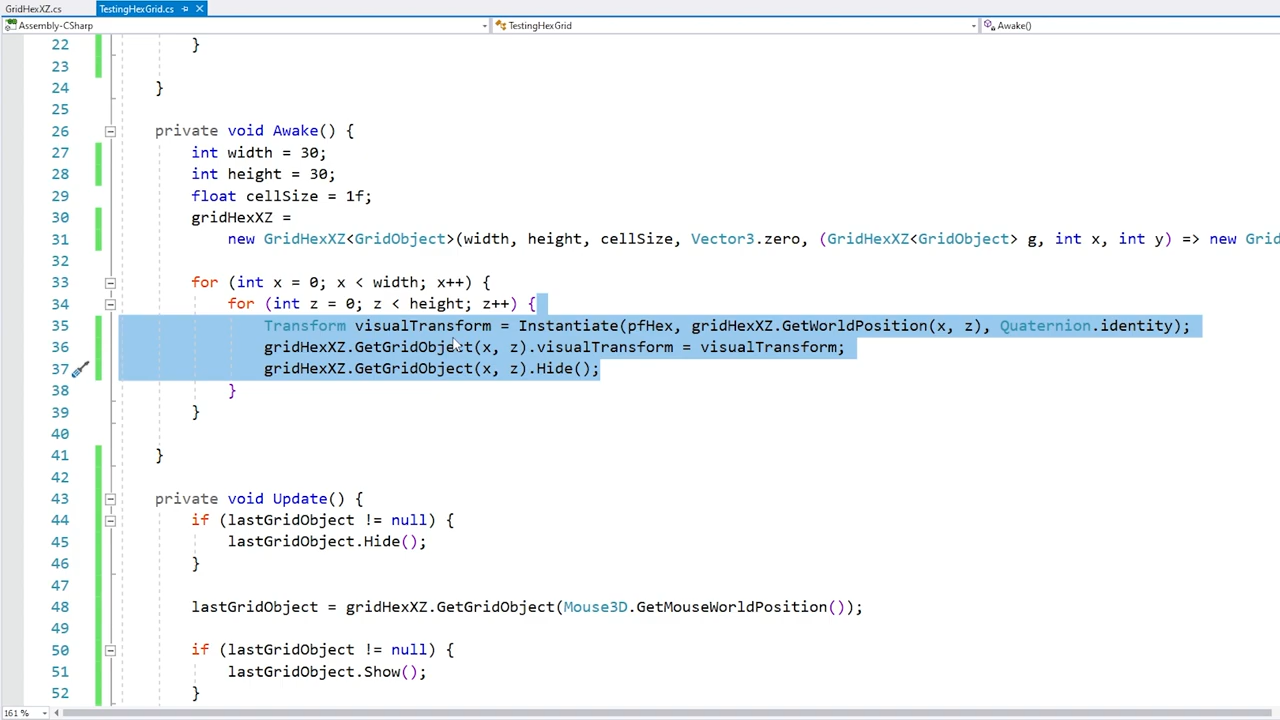 GridHexXZ.cs TestingHexGrid.cs
Assembly-CSharp TestingHexGrid Awake()
22 }
23
24 }
25
26 private void Awake() {
27 int width = 30;
28 int height = 30;
29 float cellSize = 1f;
30 gridHexXZ =
31 new GridHexXZ<GridObject>(width, height, cellSize, Vector3.zero, (GridHexXZ<GridObject> g, int x, int y) => new Grid
32
33 for (int x = 0; x < width; x++) {
34 for (int z = 0; z < height; z++) {
35 Transform visualTransform = Instantiate(pfHex, gridHexXZ.GetWorldPosition(x, z), Quaternion.identity);
36 gridHexXZ.GetGridObject(x, z).visualTransform = visualTransform;
37 gridHexXZ.GetGridObject(x, z).Hide();
38 }
39 }
40
41 }
42
43 private void Update() {
44 if (lastGridObject != null) {
45 lastGridObject.Hide();
46 }
47
48 lastGridObject = gridHexXZ.GetGridObject(Mouse3D.GetMouseWorldPosition());
49
50 if (lastGridObject != null) {
51 lastGridObject.Show();
52 }
161 %